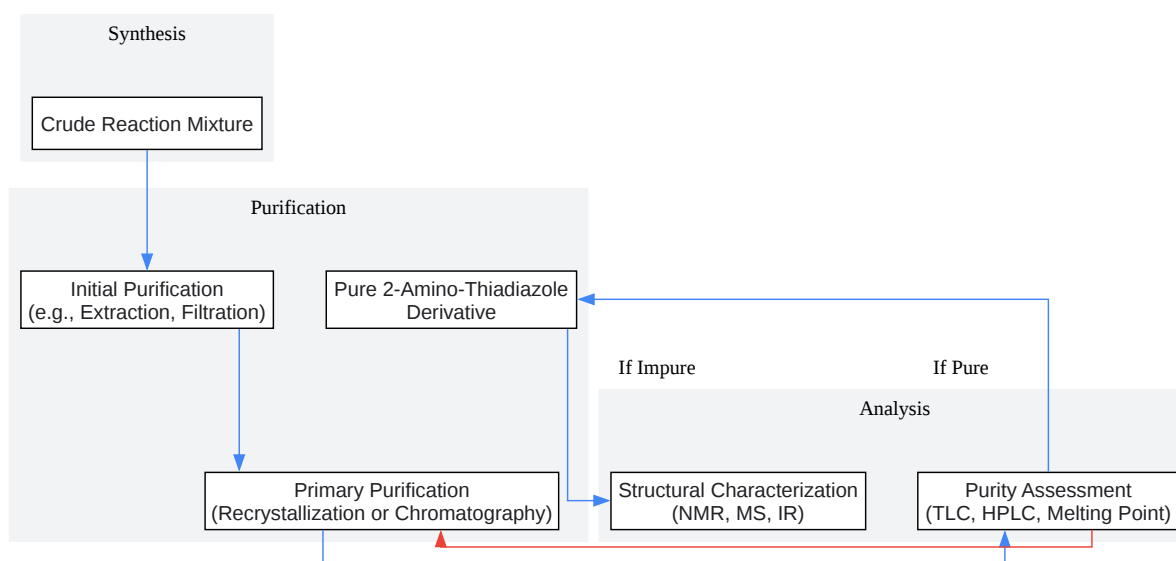 Synthesis
Crude Reaction Mixture
Purification
Initial Purification
(e.g., Extraction, Filtration)
Pure 2-Amino-Thiadiazole
Derivative
If Impure
If Pure
Analysis
Primary Purification
(Recrystallization or Chromatography)
Structural Characterization
(NMR, MS, IR)
Purity Assessment
(TLC, HPLC, Melting Point)